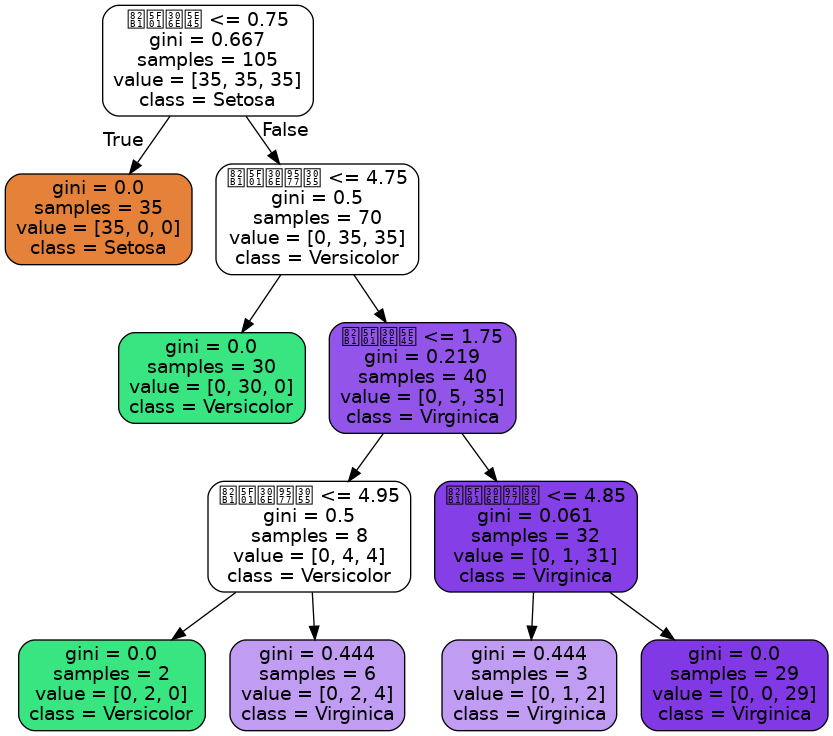 <= 0.75
gini = 0.667
samples = 105
value = [35, 35, 35]
class = Setosa
True
False
gini = 0.0
samples = 35
value = [35, 0, 0]
class = Setosa
<= 4.75
gini = 0.5
samples = 70
value = [0, 35, 35]
class = Versicolor
gini = 0.0
samples = 30
value = [0, 30, 0]
class = Versicolor
<= 1.75
gini = 0.219
samples = 40
value = [0, 5, 35]
class = Virginica
<= 4.95
gini = 0.5
samples = 8
value = [0, 4, 4]
class = Versicolor
<= 4.85
gini = 0.061
samples = 32
value = [0, 1, 31]
class = Virginica
gini = 0.0
samples = 2
value = [0, 2, 0]
class = Versicolor
gini = 0.444
samples = 6
value = [0, 2, 4]
class = Virginica
gini = 0.444
samples = 3
value = [0, 1, 2]
class = Virginica
gini = 0.0
samples = 29
value = [0, 0, 29]
class = Virginica